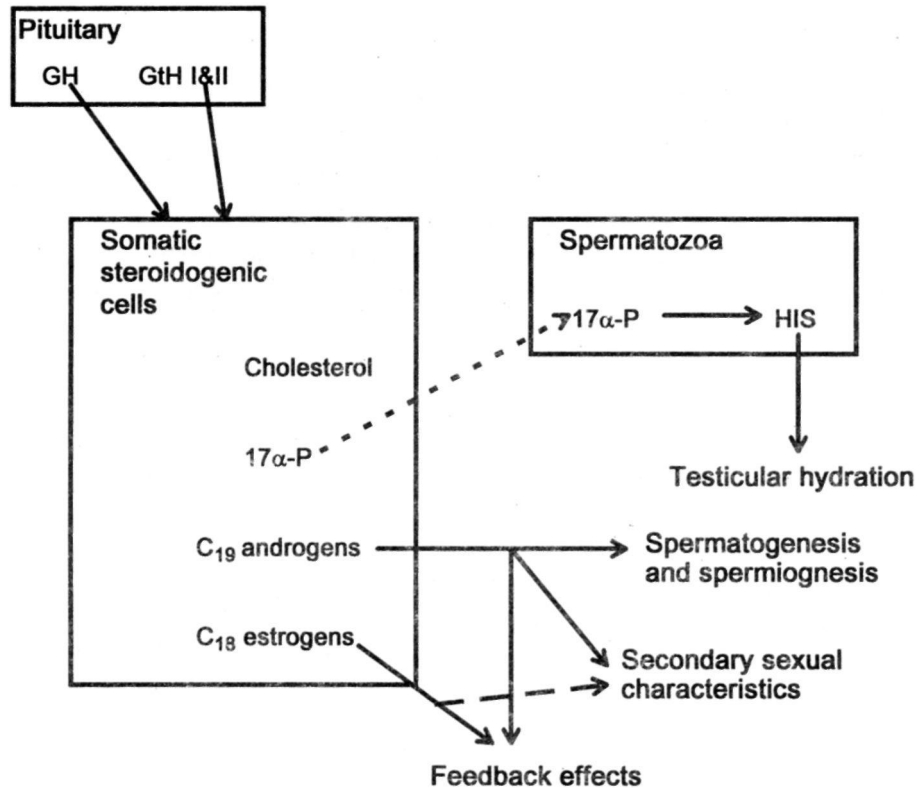 Pituitary
GH GtH I&II
Somatic
steroidogenic
cells
Cholesterol
17α-P
C₁₉ androgens
C₁₈ estrogens
Spermatozoa
17α-P HIS
Testicular hydration
Spermatogenesis
and spermiognesis
Secondary sexual
characteristics
Feedback effects